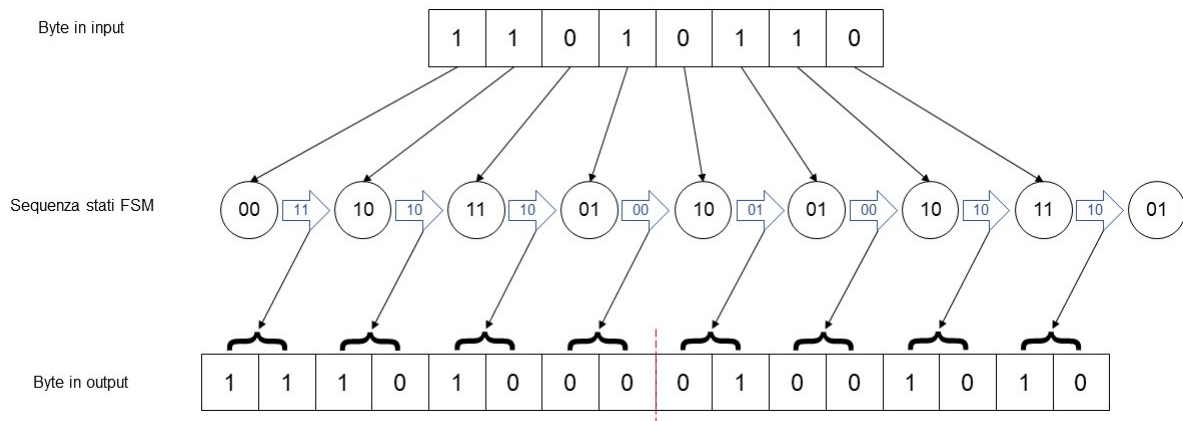 Byte in input
1 1 0 1 0 1 1 0
Sequenza stati FSM
00 11 10 10 11 10 01 00 10 01 01 00 10 10 11 10 01
Byte in output
1 1 1 0 1 0 0 0 0 1 0 0 1 0 1 0